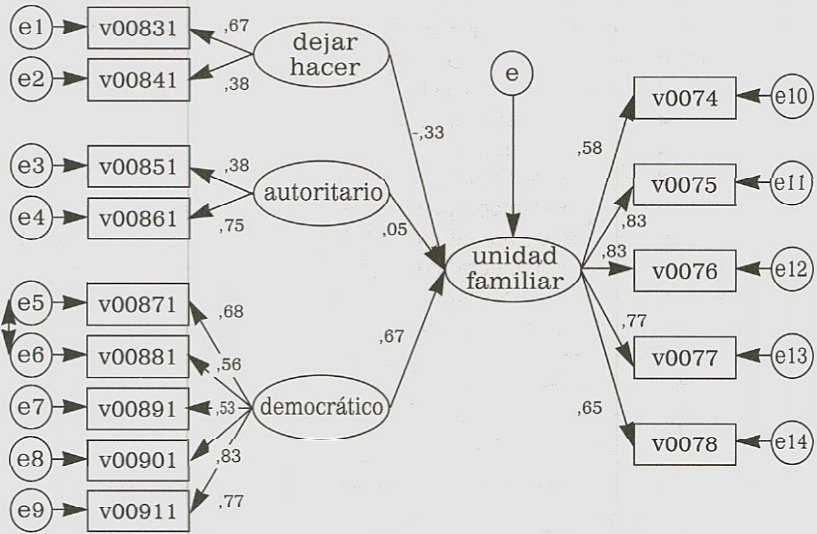 e1
v00831
,67
e2
v00841
,38
dejar
hacer
e3
v00851
,38
e4
v00861
,75
autoritario
e5
v00871
,68
e6
v00881
,56
e7
v00891
,53
e8
v00901
,83
e9
v00911
,77
democrático
-,33
,05
,67
e
unidad
familiar
,58
v0074
e10
,83
v0075
e11
,83
v0076
e12
,77
v0077
e13
,65
v0078
e14